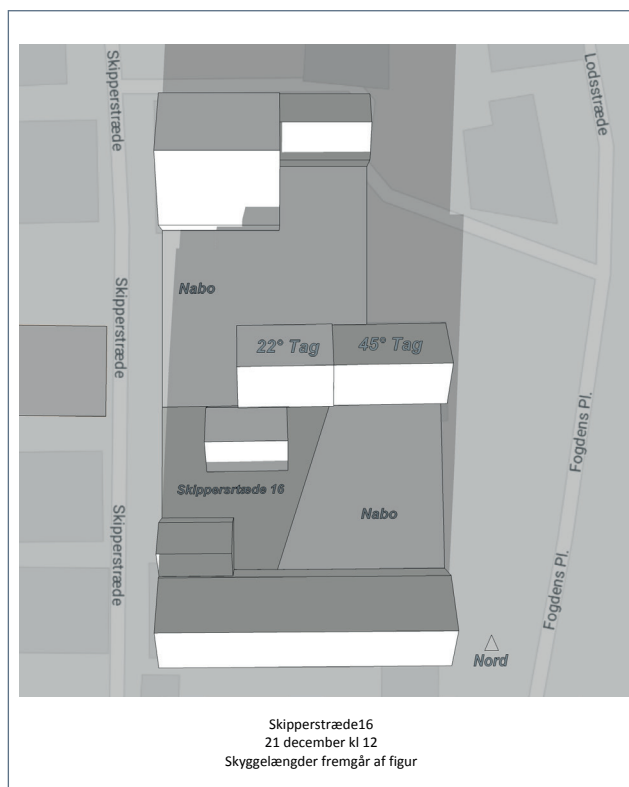 Skipperstræde
Lodsstræde
Nabo
Skipperstræde
22° Tag
45° Tag
Fogdens Pl.
Skippersrtæde 16
Nabo
Skipperstræde
Fogdens Pl.
Nord
Skipperstræde16
21 december kl 12
Skyggelængder fremgår af figur